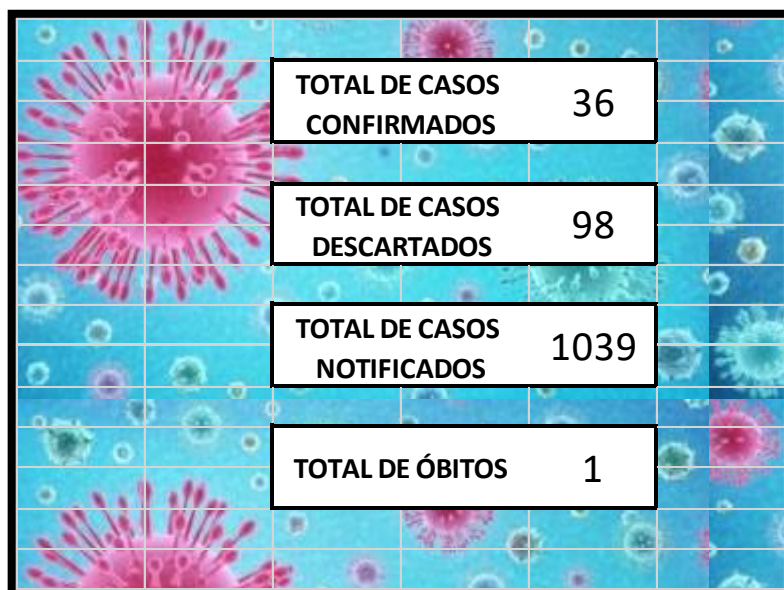 TOTAL DE CASOS
CONFIRMADOS
36
TOTAL DE CASOS
DESCARTADOS
98
TOTAL DE CASOS
NOTIFICADOS
1039
TOTAL DE ÓBITOS 1